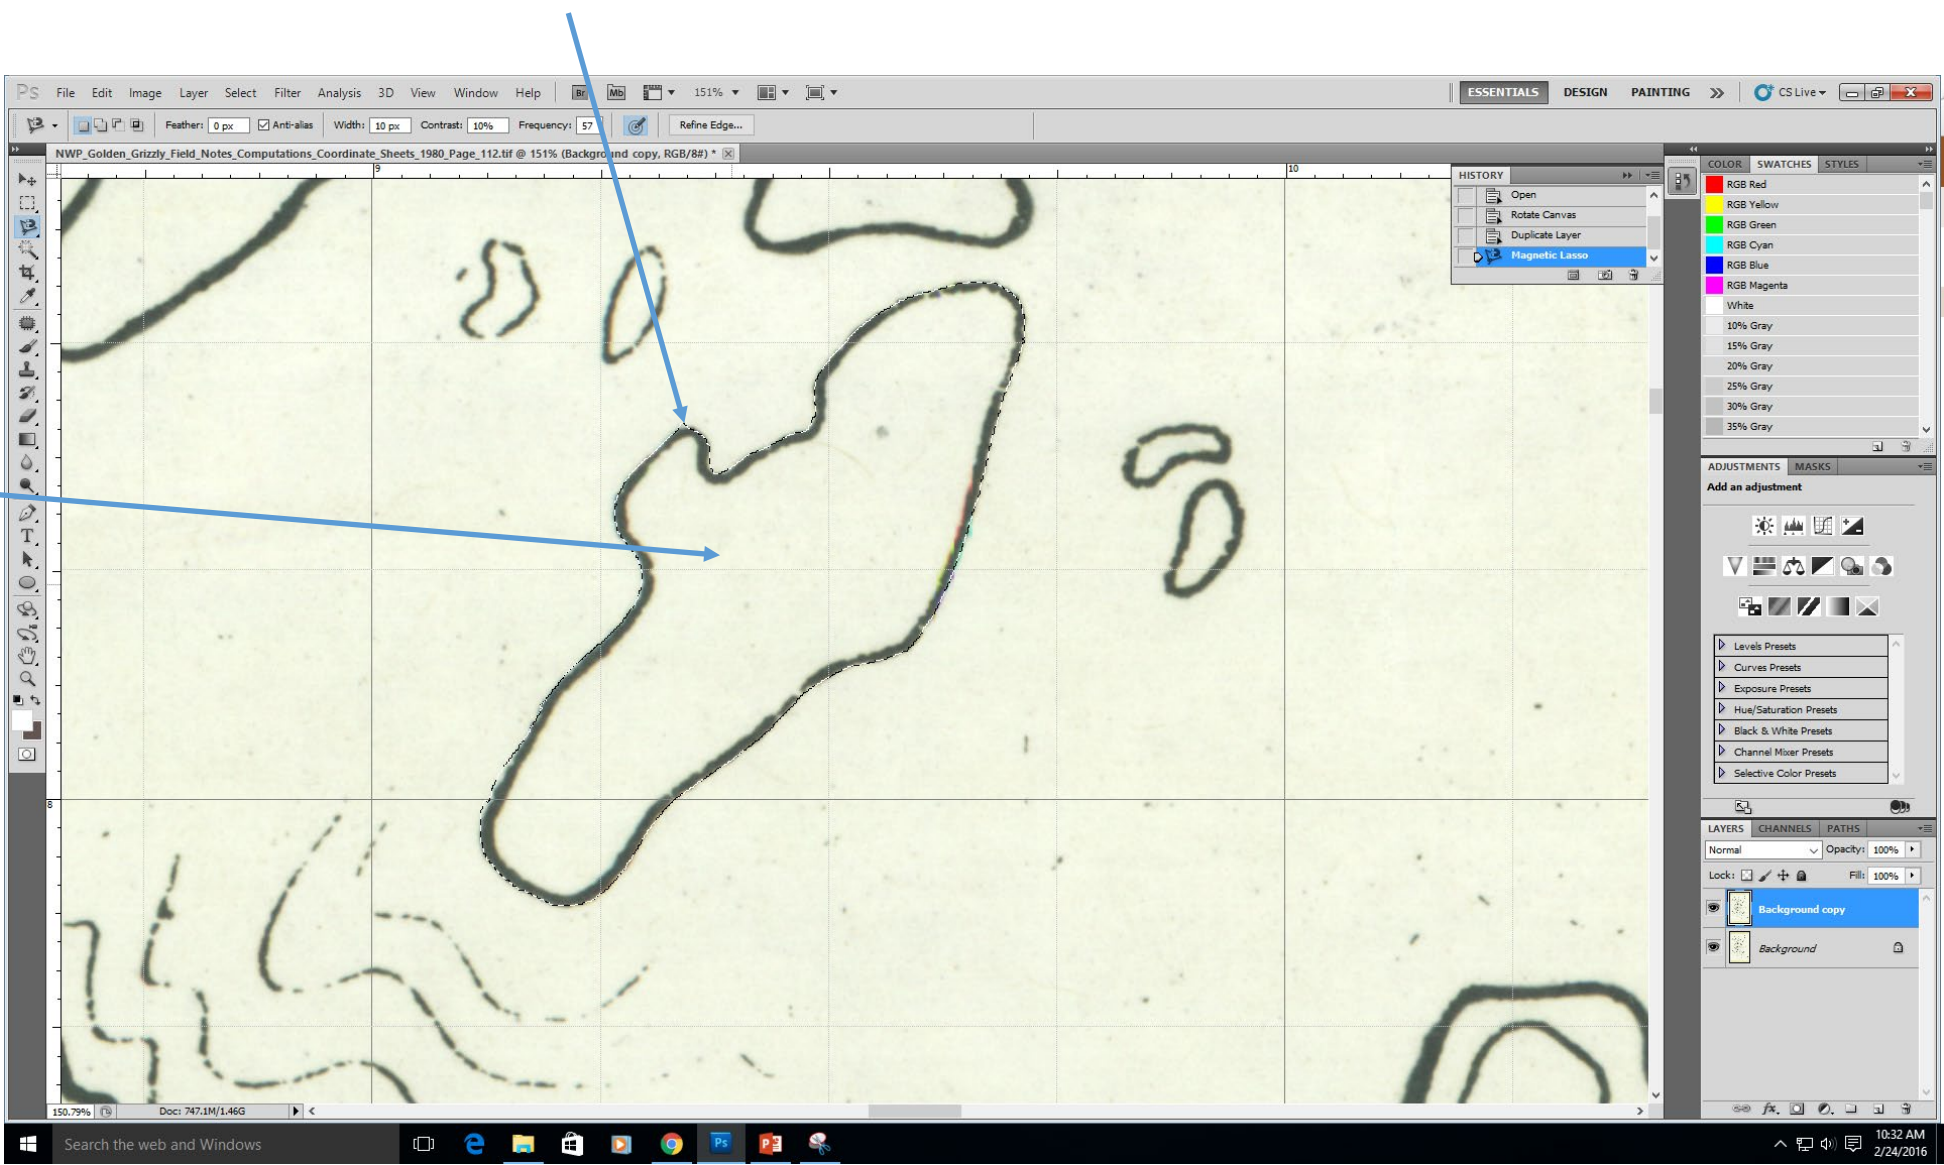 Ps File Edit Image Layer Select Filter Analysis 3D View Window Help Br Mb 151% ESSENTIALS DESIGN PAINTING CS Live
Feather: 0 px Anti-alias Width: 10 px Contrast: 10% Frequency: 57 Refine Edge...
NWP_Golden_Grizzly_Field_Notes_Computations_Coordinate_Sheets_1980_Page_112.tif @ 151% (Background copy, RGB/8#) *
9 10
8
HISTORY
Open
Rotate Canvas
Duplicate Layer
Magnetic Lasso
COLOR SWATCHES STYLES
RGB Red
RGB Yellow
RGB Green
RGB Cyan
RGB Blue
RGB Magenta
White
10% Gray
15% Gray
20% Gray
25% Gray
30% Gray
35% Gray
ADJUSTMENTS MASKS
Add an adjustment
Levels Presets
Curves Presets
Exposure Presets
Hue/Saturation Presets
Black & White Presets
Channel Mixer Presets
Selective Color Presets
LAYERS CHANNELS PATHS
Normal Opacity: 100%
Lock: Fill: 100%
Background copy
Background
fx.
150.79% Doc: 747.1M/1.46G
Search the web and Windows
Ps
10:32 AM
2/24/2016